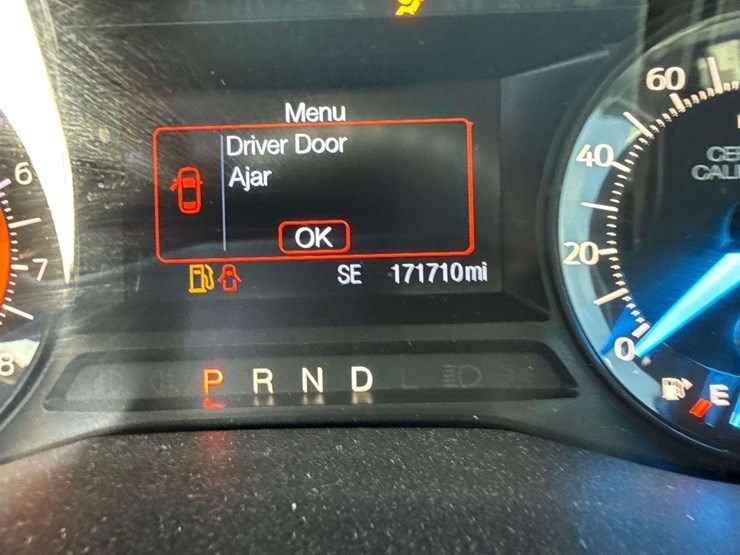 Menu
Driver Door
Ajar
OK
SE 171710mi
P R N D
6
7
8
60
40
20
0
E